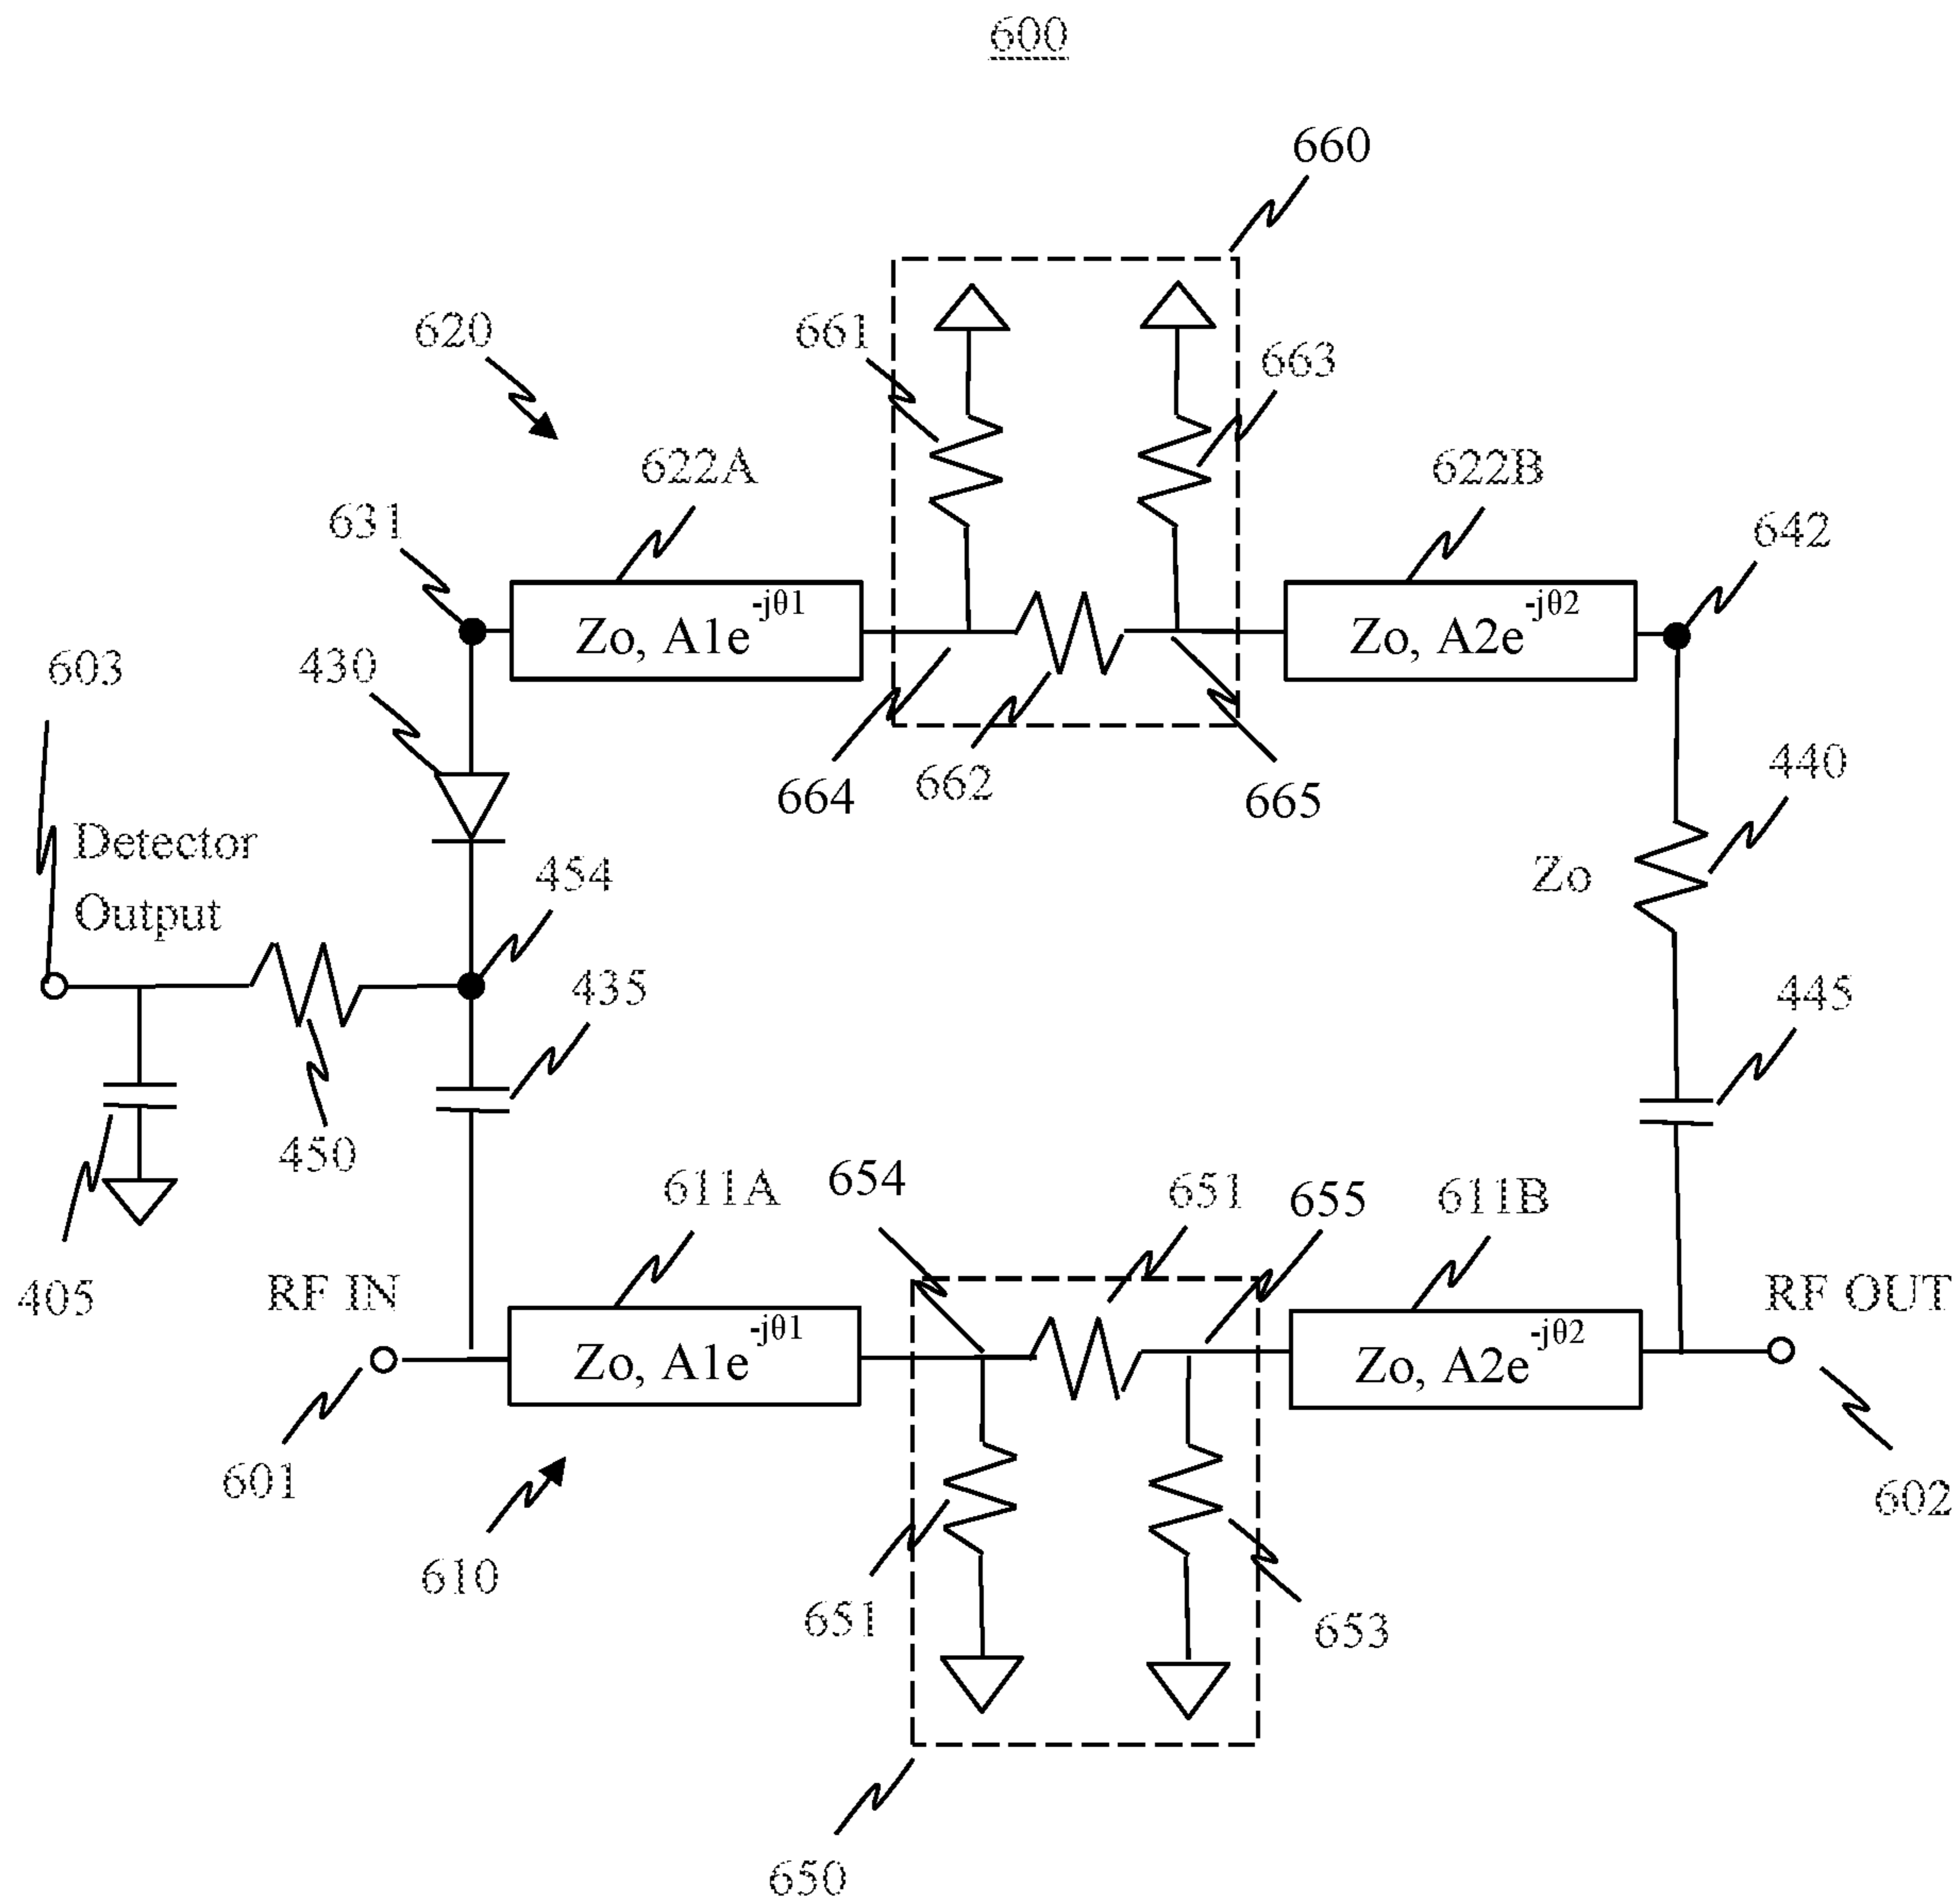 600
660
620
661
663
622A
622B
631
642
603
430
Zo, A1e^-jθ1
Zo, A2e^-jθ2
664
662
665
440
Detector
Output
454
Zo
435
445
450
654
651
655
611A
611B
405
RF IN
RF OUT
Zo, A1e^-jθ1
Zo, A2e^-jθ2
601
602
610
651
653
650